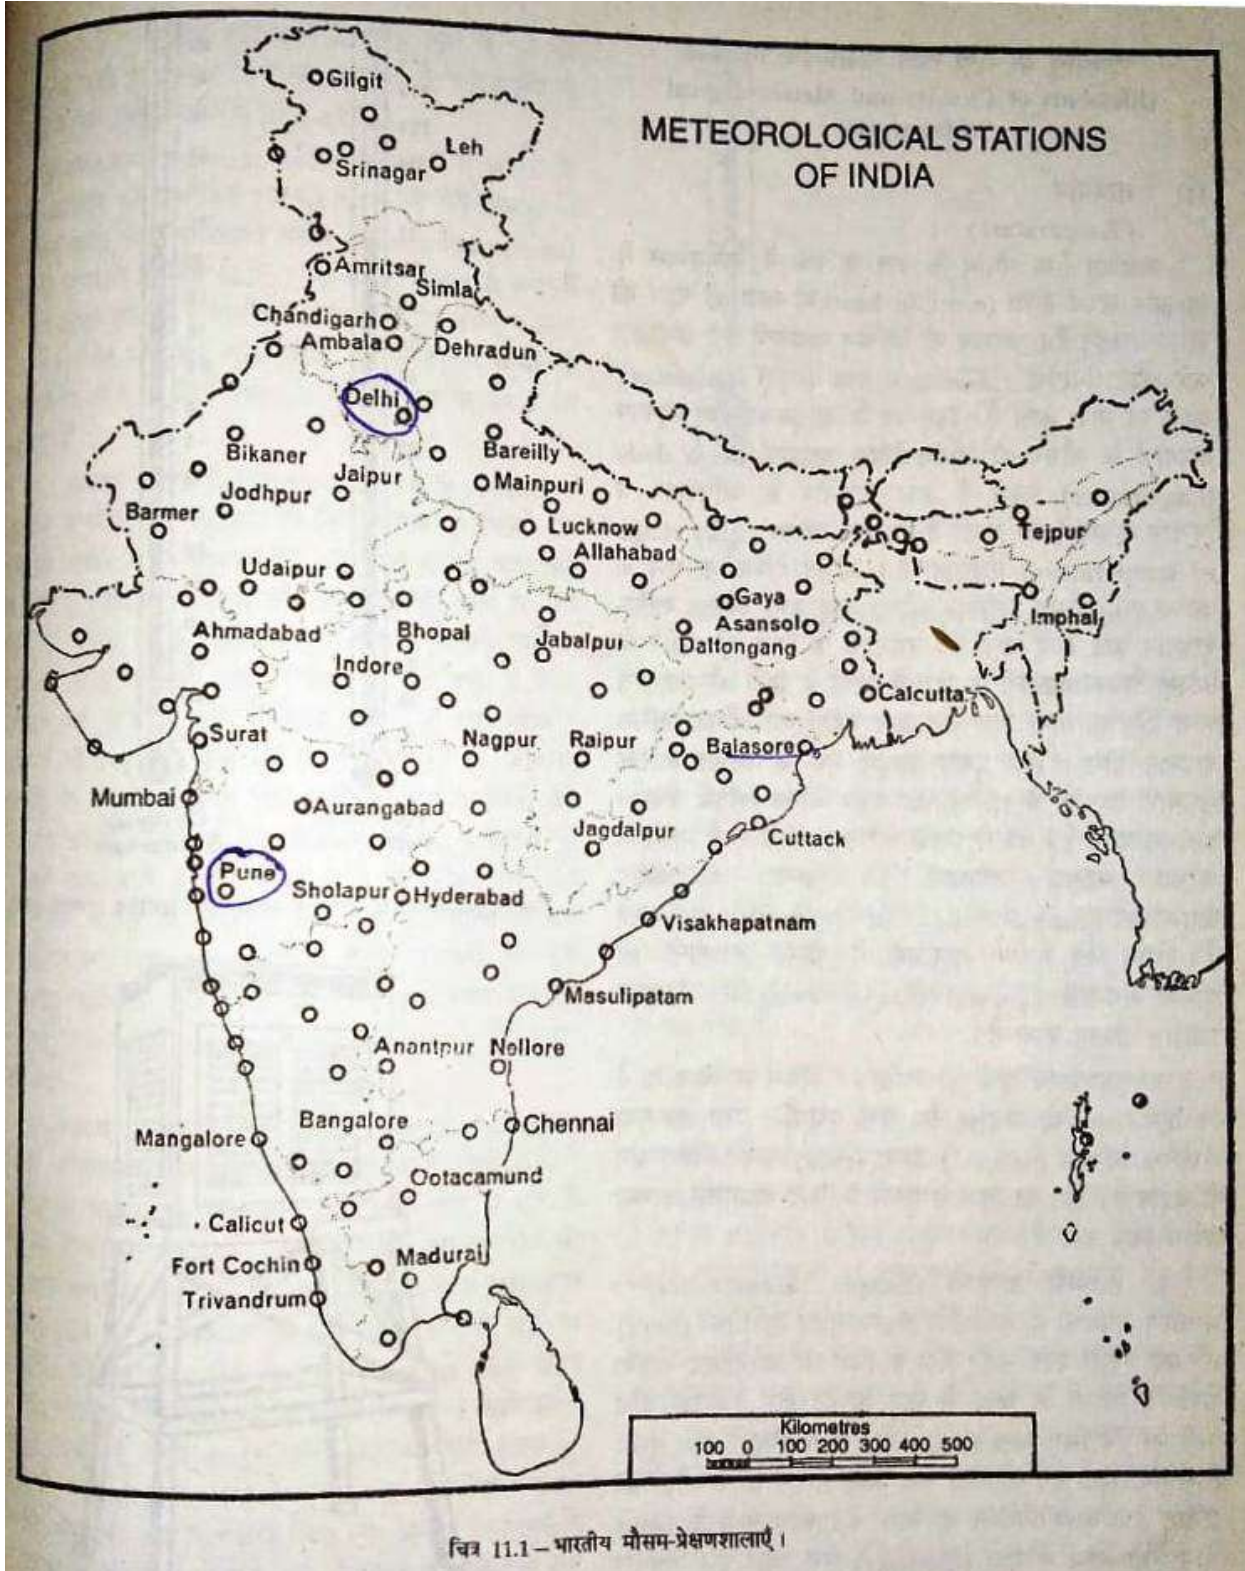 METEOROLOGICAL STATIONS
OF INDIA
Gilgit
Leh
Srinagar
Amritsar
Simla
Chandigarh
Ambala
Dehradun
Delhi
Bikaner
Bareilly
Jaipur
Mainpuri
Jodhpur
Barmer
Lucknow
Tejpur
Allahabad
Udaipur
Gaya
Imphal
Asansol
Ahmadabad
Bhopal
Jabalpur
Daltongang
Indore
Calcutta
Surat
Nagpur
Raipur
Balasore
Mumbai
Aurangabad
Jagdalpur
Cuttack
Pune
Sholapur
Hyderabad
Visakhapatnam
Masulipatam
Anantpur
Nellore
Bangalore
Chennai
Mangalore
Ootacamund
Calicut
Madurai
Fort Cochin
Trivandrum
Kilometres
100 0 100 200 300 400 500
चित्र 11.1 – भारतीय मौसम-प्रेक्षणशालाएँ।